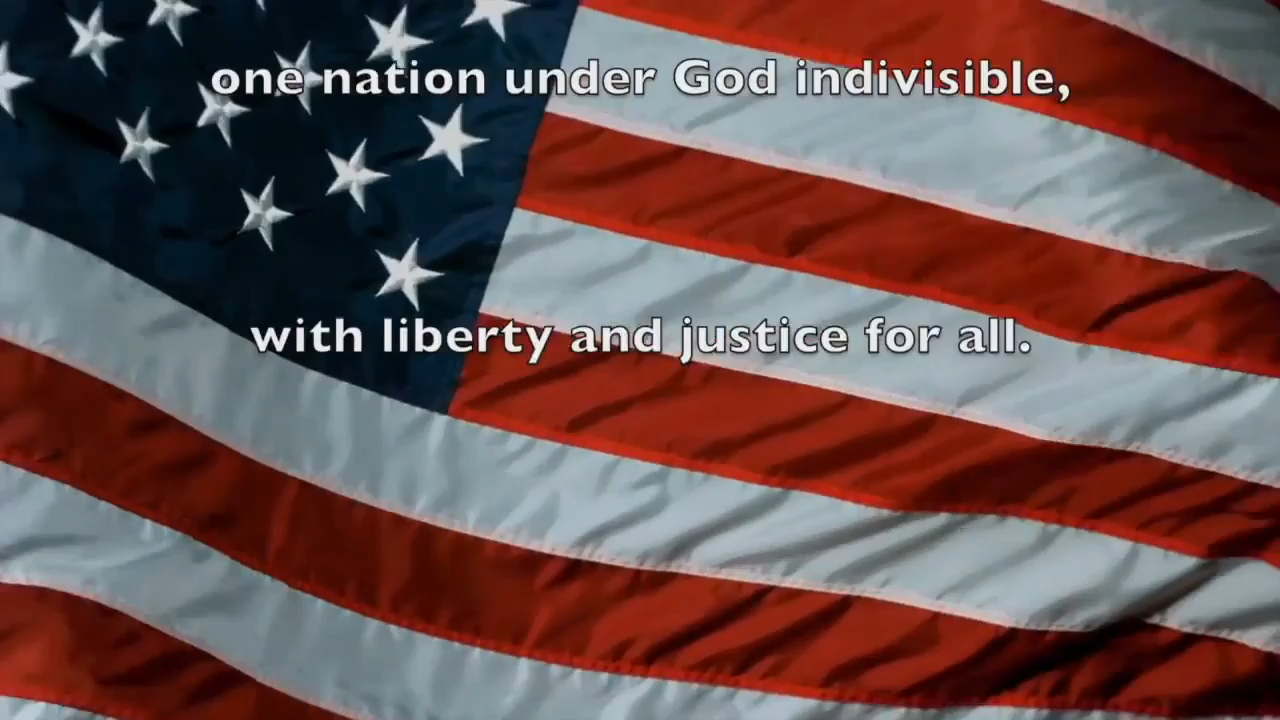 one nation under God indivisible,
with liberty and justice for all.